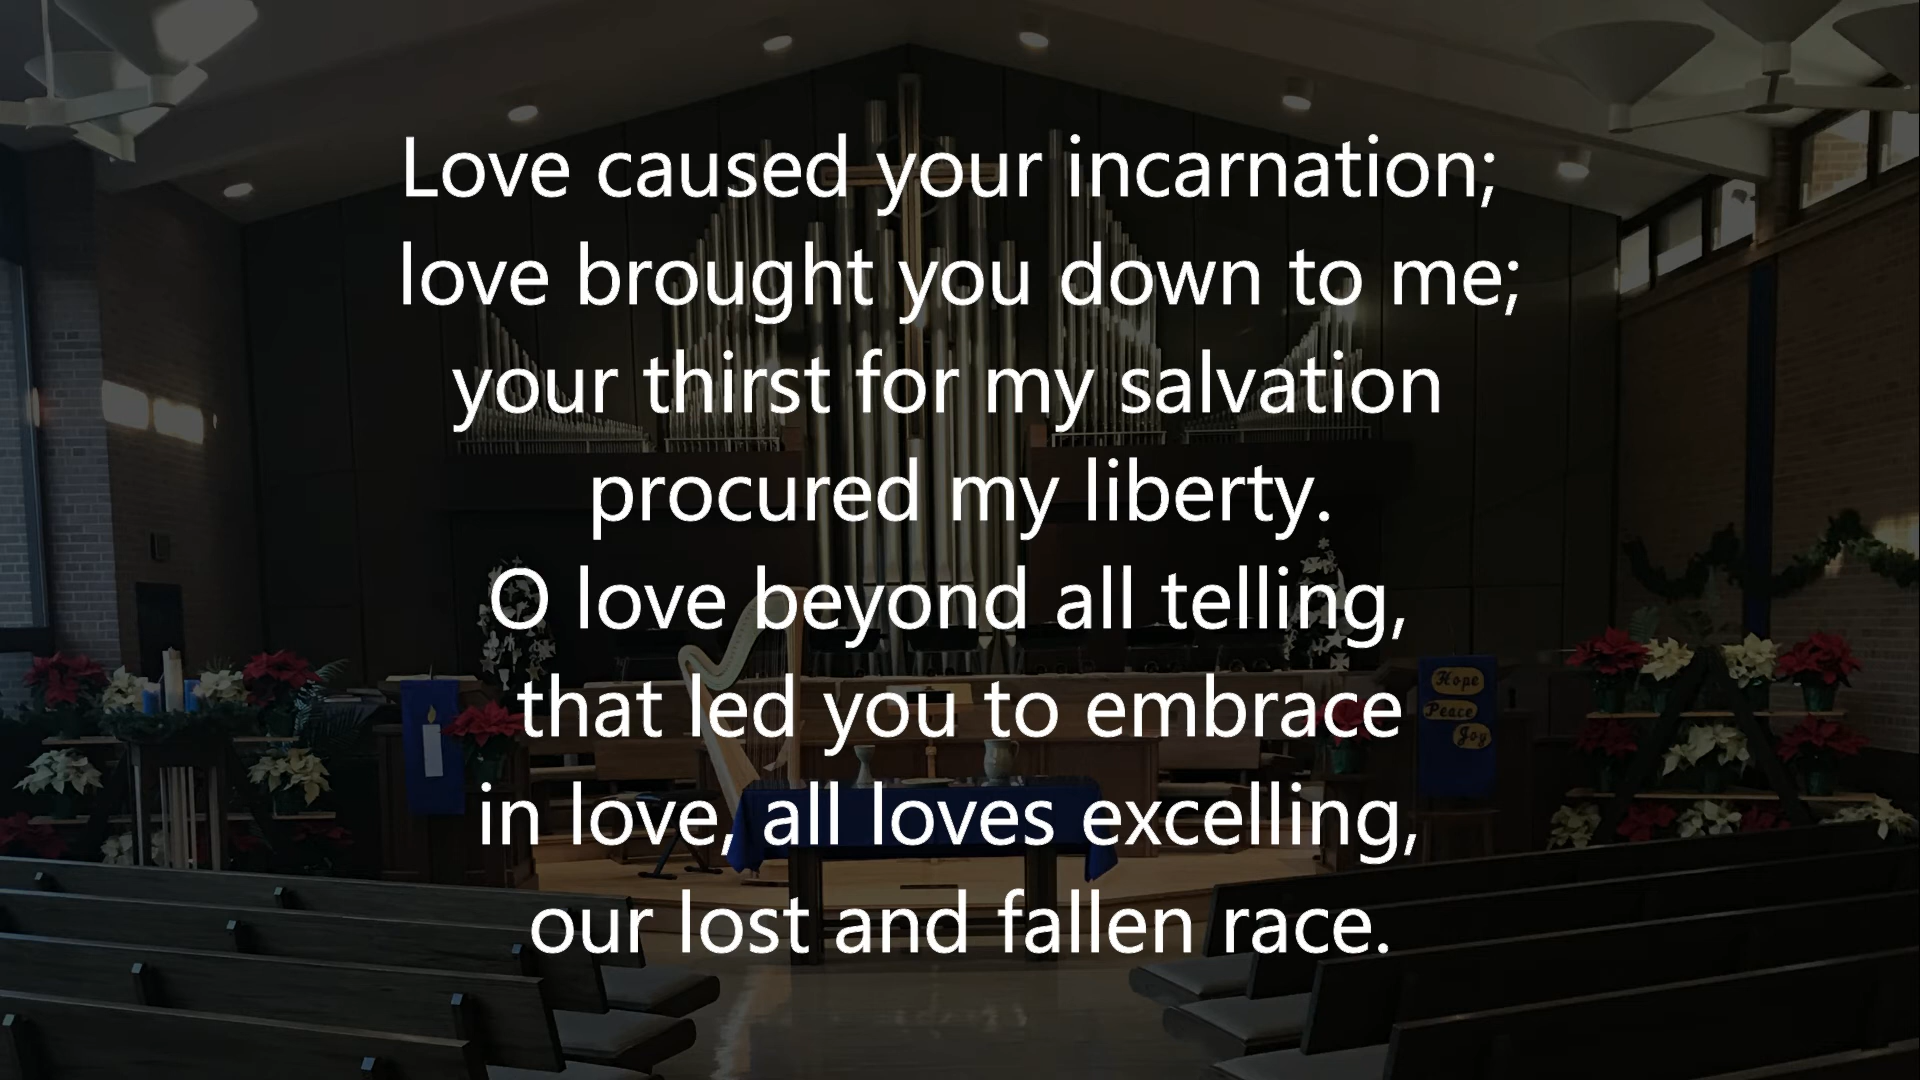 Love caused your incarnation;
love brought you down to me;
your thirst for my salvation
procured my liberty.
O love beyond all telling,
that led you to embrace
in love, all loves excelling,
our lost and fallen race.
Hope
Peace
Joy